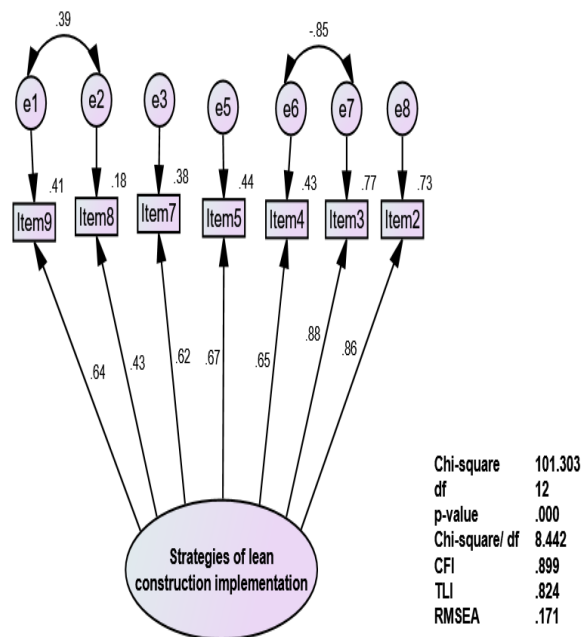 .39
-.85
e1
e2
e3
e5
e6
e7
e8
.41
.18
.38
.44
.43
.77
.73
Item9
Item8
Item7
Item5
Item4
Item3
Item2
.64
.43
.62
.67
.65
.88
.86
Strategies of lean
construction implementation
Chi-square 101.303
df 12
p-value .000
Chi-square/ df 8.442
CFI .899
TLI .824
RMSEA .171